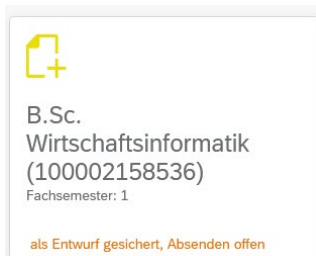 B.Sc.
Wirtschaftsinformatik
(100002158536)
Fachsemester: 1
als Entwurf gesichert, Absenden offen